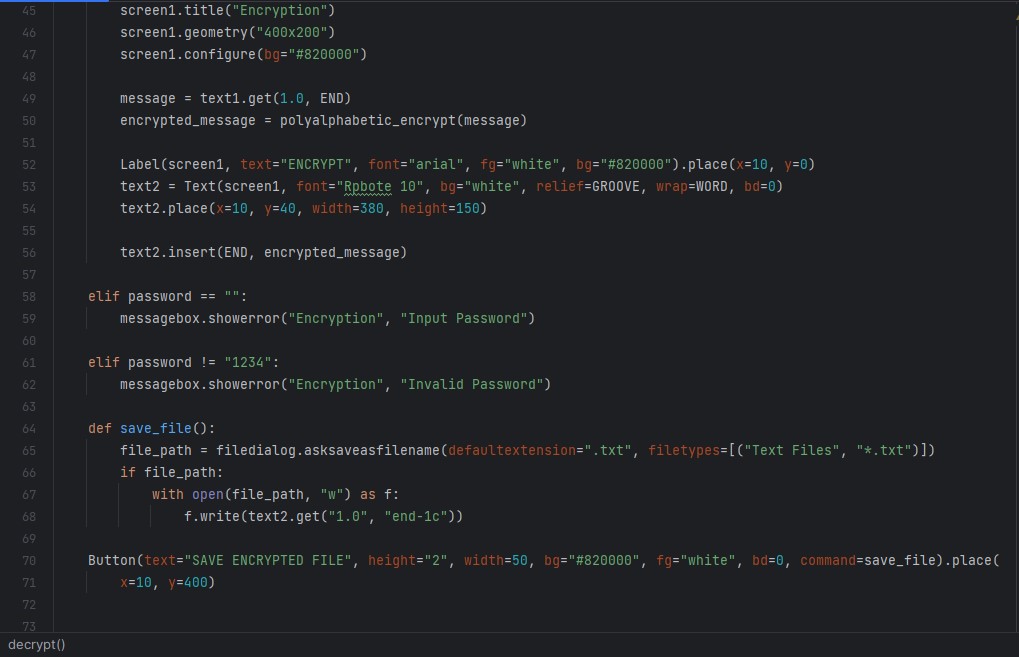 45 screen1.title("Encryption")
46 screen1.geometry("400x200")
47 screen1.configure(bg="#820000")
48
49 message = text1.get(1.0, END)
50 encrypted_message = polyalphabetic_encrypt(message)
51
52 Label(screen1, text="ENCRYPT", font="arial", fg="white", bg="#820000").place(x=10, y=0)
53 text2 = Text(screen1, font="Rpbote 10", bg="white", relief=GROOVE, wrap=WORD, bd=0)
54 text2.place(x=10, y=40, width=380, height=150)
55
56 text2.insert(END, encrypted_message)
57
58 elif password == "":
59 messagebox.showerror("Encryption", "Input Password")
60
61 elif password != "1234":
62 messagebox.showerror("Encryption", "Invalid Password")
63
64 def save_file():
65 file_path = filedialog.asksaveasfilename(defaultextension=".txt", filetypes=[("Text Files", "*.txt")])
66 if file_path:
67 with open(file_path, "w") as f:
68 f.write(text2.get("1.0", "end-1c"))
69
70 Button(text="SAVE ENCRYPTED FILE", height="2", width=50, bg="#820000", fg="white", bd=0, command=save_file).place(
71 x=10, y=400)
72
73
decrypt()